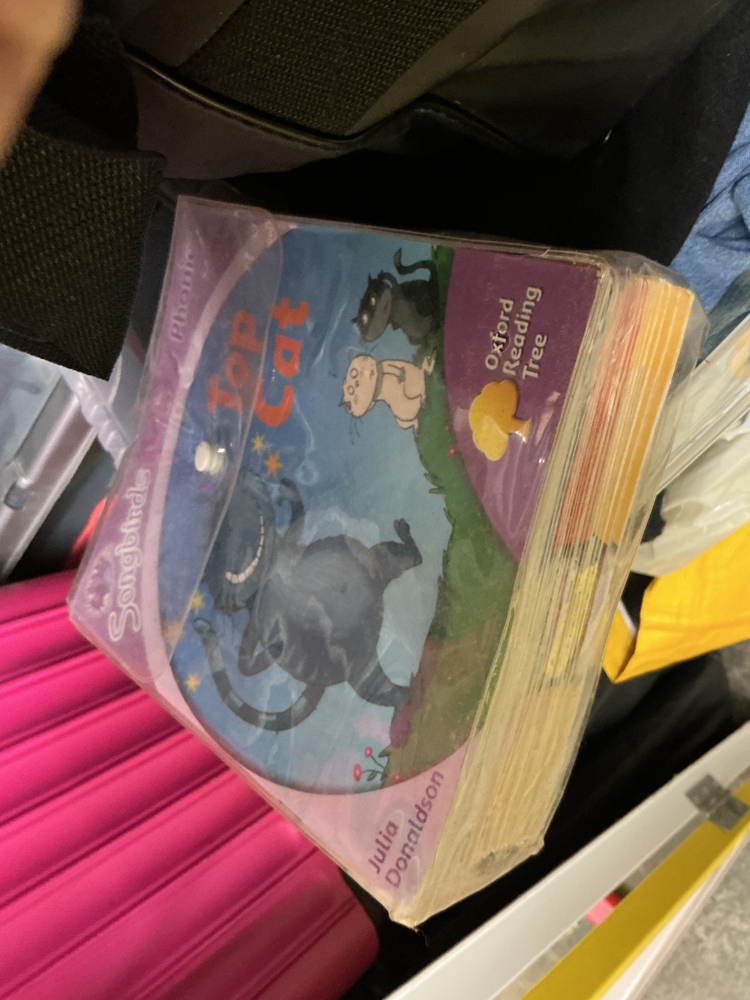 Songbirds
Phonics
Top
Cat
Oxford
Reading
Tree
Julia
Donaldson